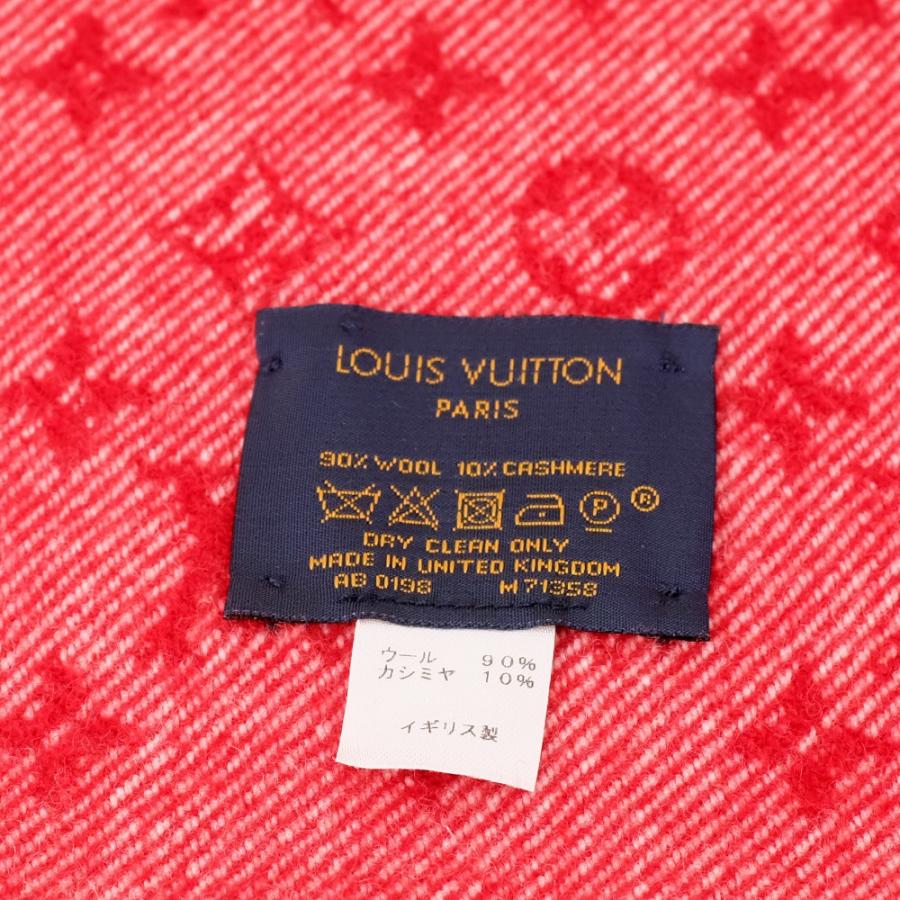 LOUIS VUITTON
PARIS
90% WOOL 10% CASHMERE
P ®
DRY CLEAN ONLY
MADE IN UNITED KINGDOM
AB 0198 M71358
ウール 90%
カシミヤ 10%
イギリス製